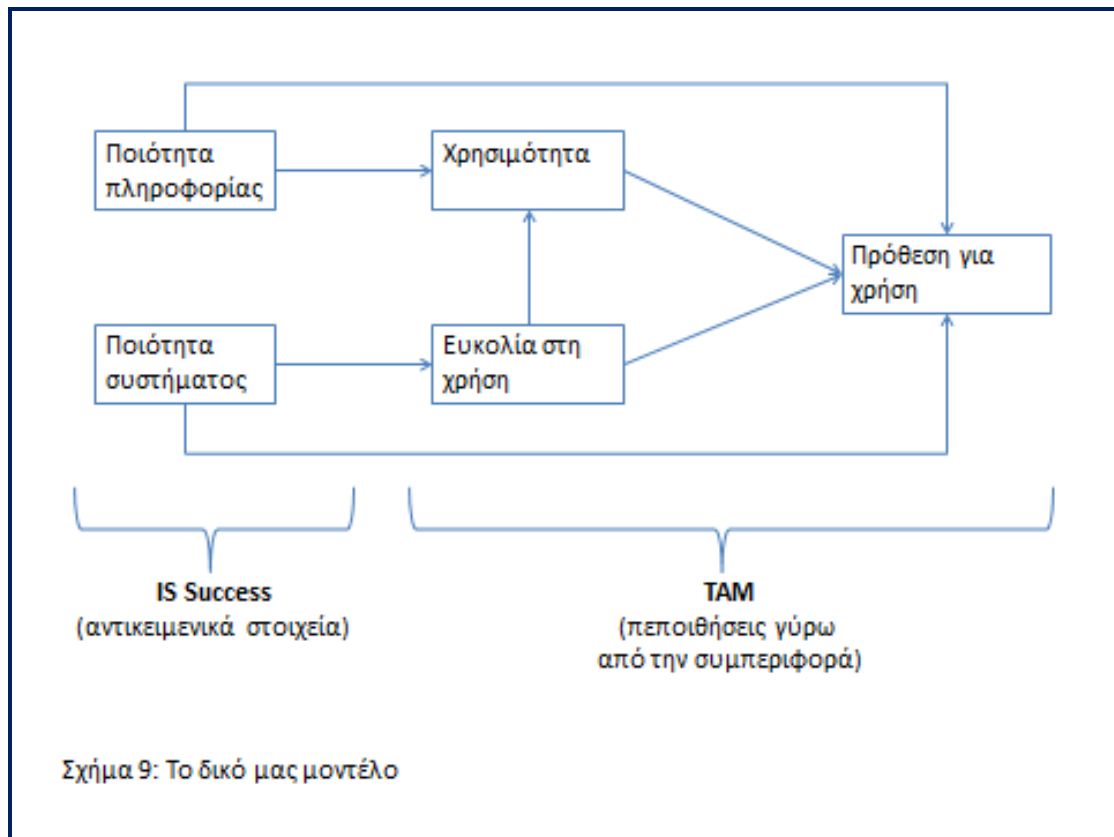 Ποιότητα
πληροφορίας
Χρησιμότητα
Πρόθεση για
χρήση
Ποιότητα
συστήματος
Ευκολία στη
χρήση
IS Success
(αντικειμενικά στοιχεία)
TAM
(πεποιθήσεις γύρω
από την συμπεριφορά)
Σχήμα 9: Το δικό μας μοντέλο